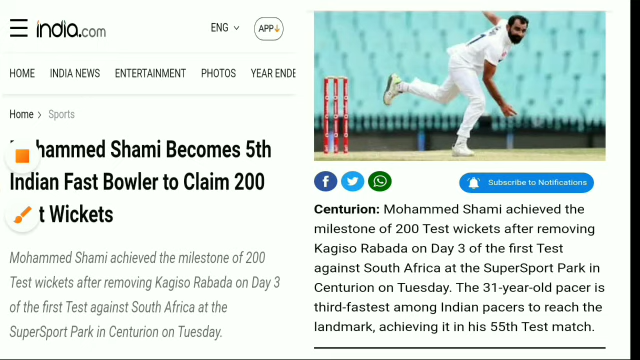 india.com
ENG
APP
HOME INDIA NEWS ENTERTAINMENT PHOTOS YEAR ENDE
Home > Sports
hammed Shami Becomes 5th
Indian Fast Bowler to Claim 200
t Wickets
Mohammed Shami achieved the milestone of 200
Test wickets after removing Kagiso Rabada on Day 3
of the first Test against South Africa at the
SuperSport Park in Centurion on Tuesday.
Subscribe to Notifications
Centurion: Mohammed Shami achieved the
milestone of 200 Test wickets after removing
Kagiso Rabada on Day 3 of the first Test
against South Africa at the SuperSport Park in
Centurion on Tuesday. The 31-year-old pacer is
third-fastest among Indian pacers to reach the
landmark, achieving it in his 55th Test match.